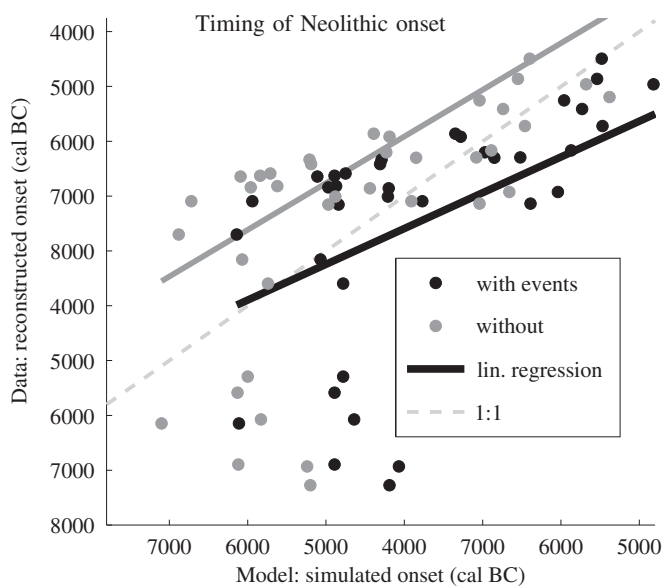 Timing of Neolithic onset
4000
5000
6000
7000
8000
4000
5000
6000
7000
8000
Data: reconstructed onset (cal BC)
with events
without
lin. regression
1:1
7000 6000 5000 4000 7000 6000 5000
Model: simulated onset (cal BC)